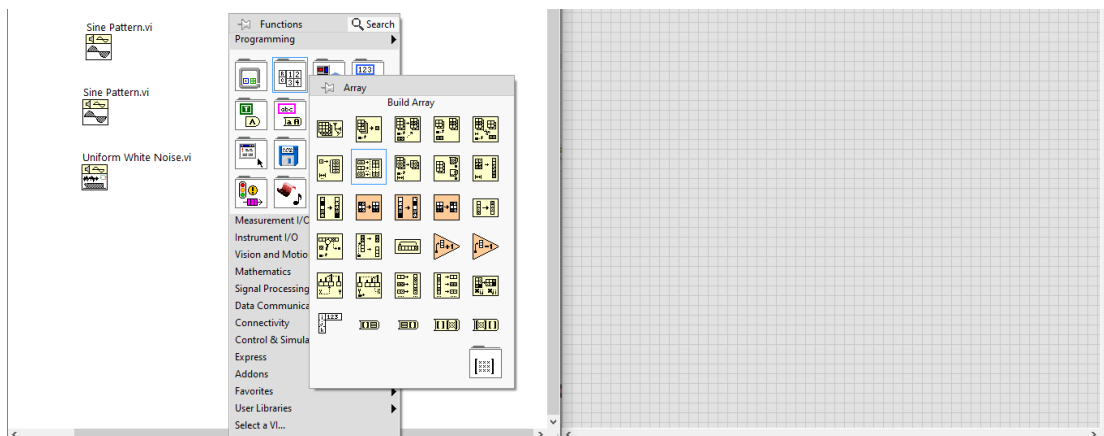 Sine Pattern.vi
Sine Pattern.vi
Uniform White Noise.vi
Functions
Search
Programming
123
Array
Build Array
Measurement I/O
Instrument I/O
Vision and Motio
Mathematics
Signal Processing
Data Communica
Connectivity
Control & Simula
Express
Addons
Favorites
User Libraries
Select a VI...